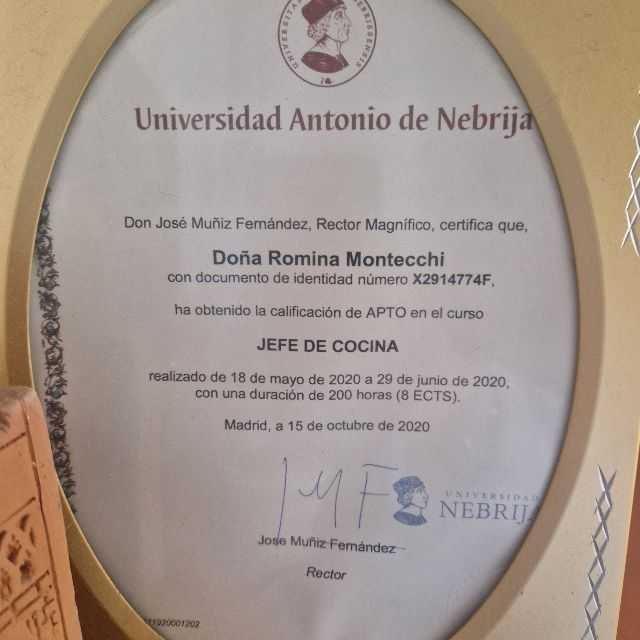 Universidad Antonio de Nebrija
Don José Muñiz Fernández, Rector Magnífico, certifica que,
Doña Romina Montecchi
con documento de identidad número X2914774F,
ha obtenido la calificación de APTO en el curso
JEFE DE COCINA
realizado de 18 de mayo de 2020 a 29 de junio de 2020,
con una duración de 200 horas (8 ECTS).
Madrid, a 15 de octubre de 2020
JMF
UNIVERSIDAD
NEBRIJA
Jose Muñiz Fernández
Rector